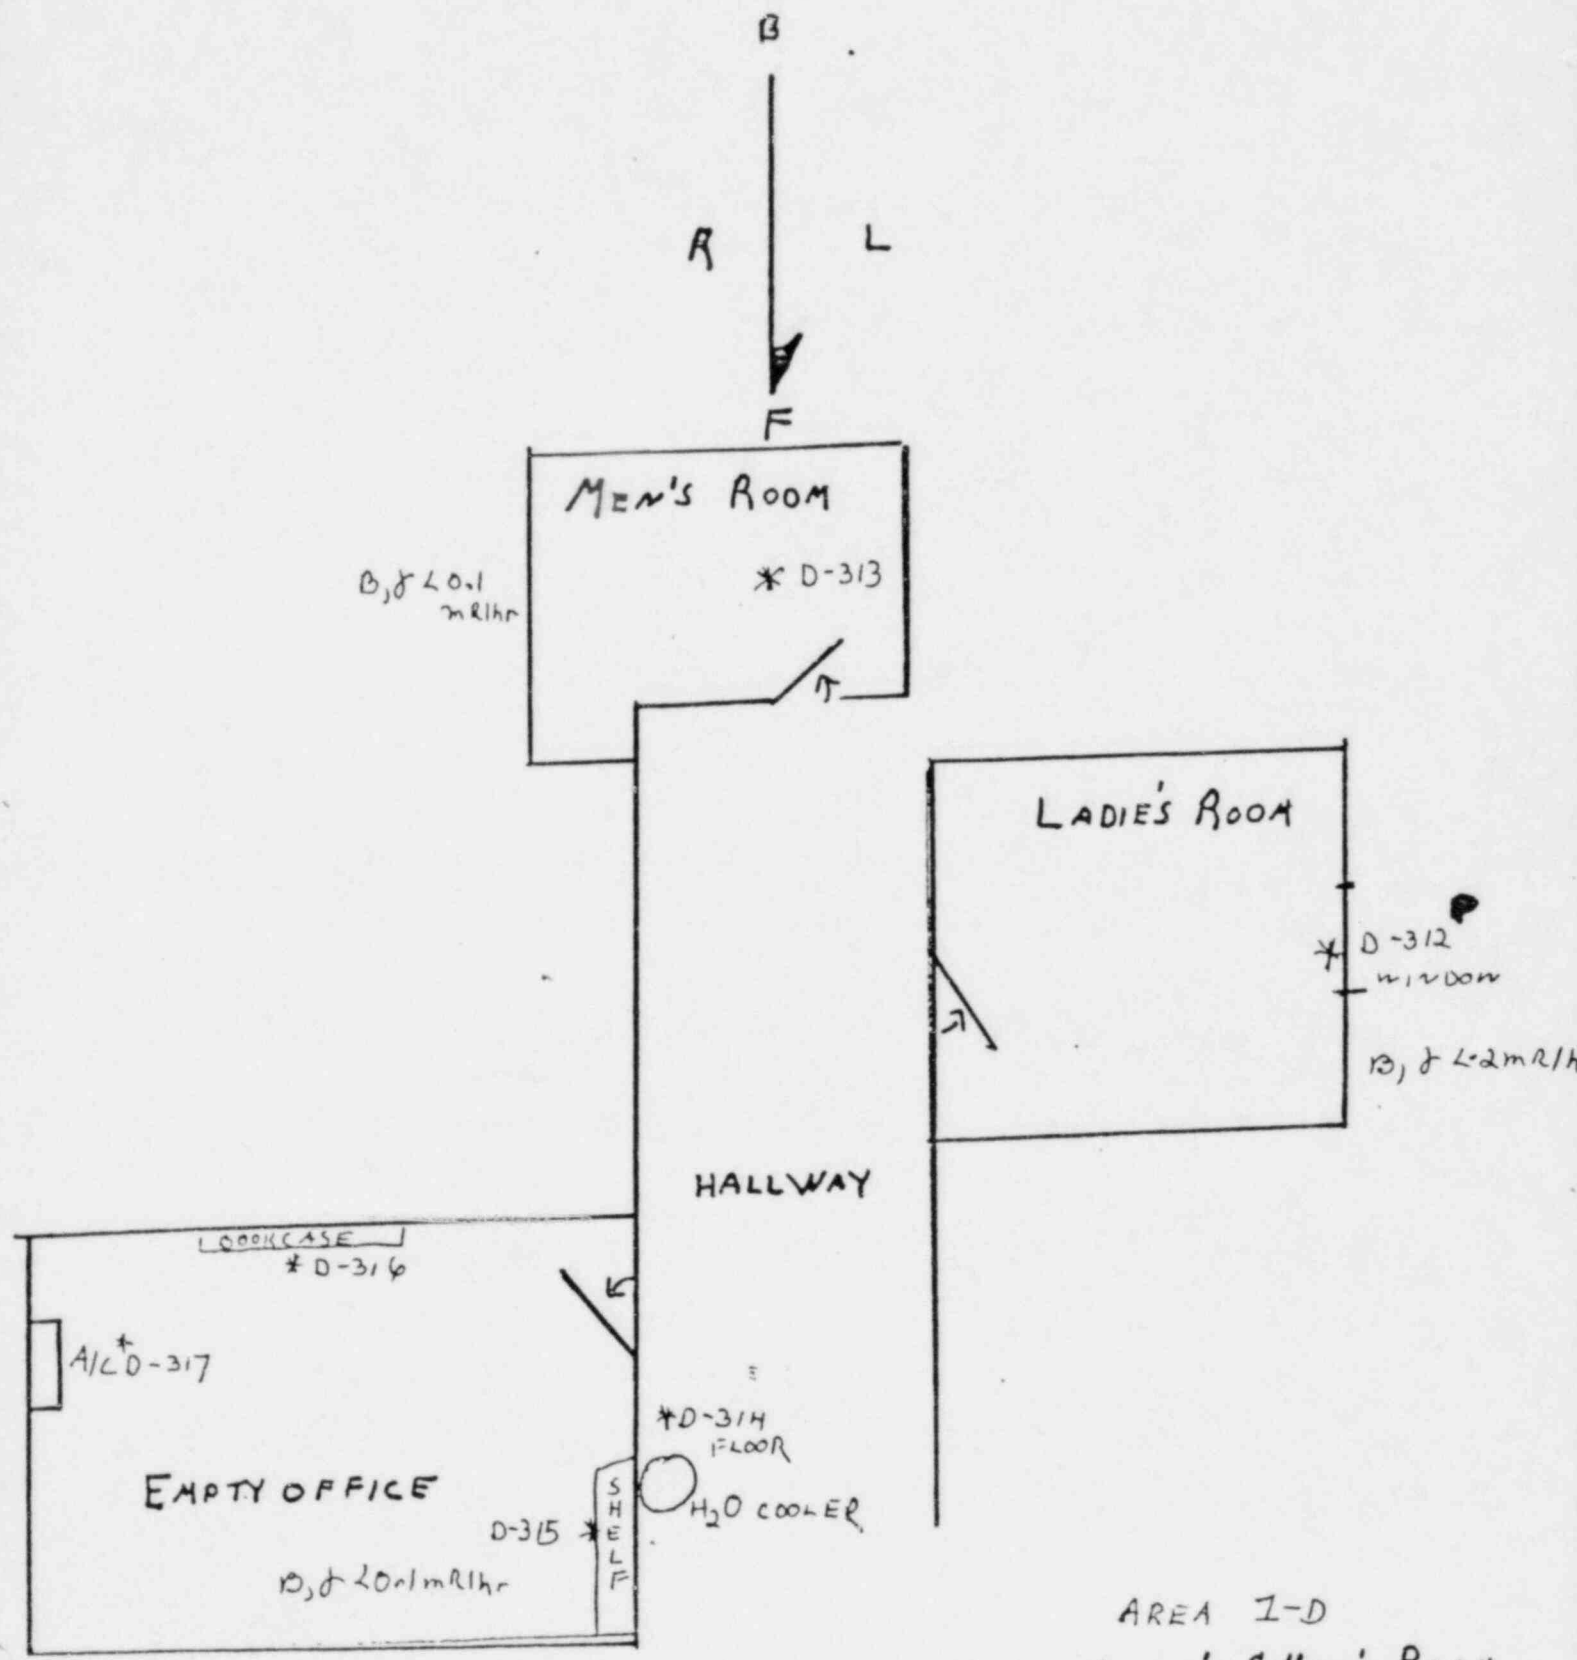 B
R L
F
MEN'S ROOM
* D-313
B, γ < 0.1
mR/hr
LADIE'S ROOM
* D-312
WINDOW
B, γ <.2mR/h
HALLWAY
BOOKCASE
* D-316
A/C * D-317
* D-314
FLOOR
EMPTY OFFICE
SHELF
H₂O COOLER
D-315 *
B, γ <0.1mR/hr
AREA I-D
Room